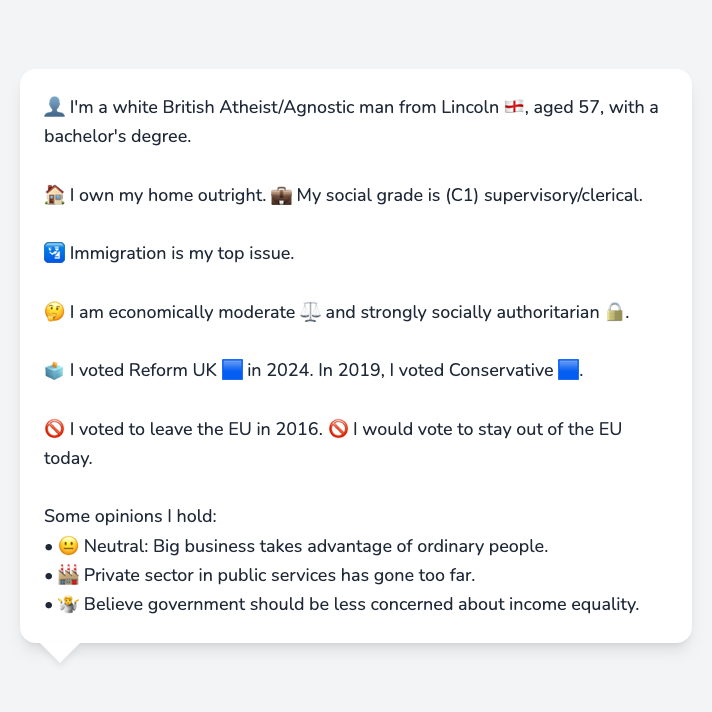 👤 I'm a white British Atheist/Agnostic man from Lincoln 🏴󠁧󠁢󠁥󠁮󠁧󠁿, aged 57, with a
bachelor's degree.
🏠 I own my home outright. 💼 My social grade is (C1) supervisory/clerical.
🛂 Immigration is my top issue.
🤔 I am economically moderate ⚖️ and strongly socially authoritarian 🔒.
🗳️ I voted Reform UK 🟦 in 2024. In 2019, I voted Conservative 🟦.
🚫 I voted to leave the EU in 2016. 🚫 I would vote to stay out of the EU
today.
Some opinions I hold:
• 😐 Neutral: Big business takes advantage of ordinary people.
• 🏭 Private sector in public services has gone too far.
• 🤷 Believe government should be less concerned about income equality.